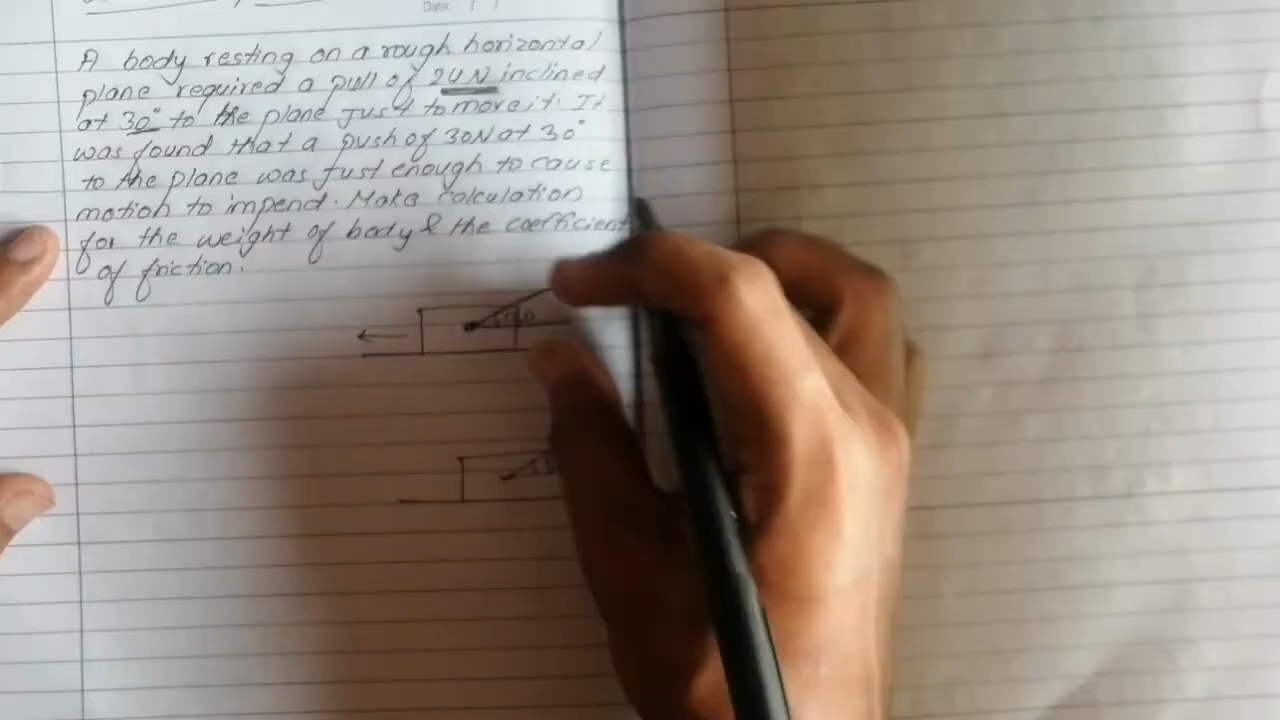 Date
A body resting on a rough horizontal
plane required a pull of 24N inclined
at 30° to the plane Just to move it. It
was found that a push of 30N at 30°
to the plane was just enough to cause
motion to impend. Make calculation
for the weight of body & the coefficient
of friction.